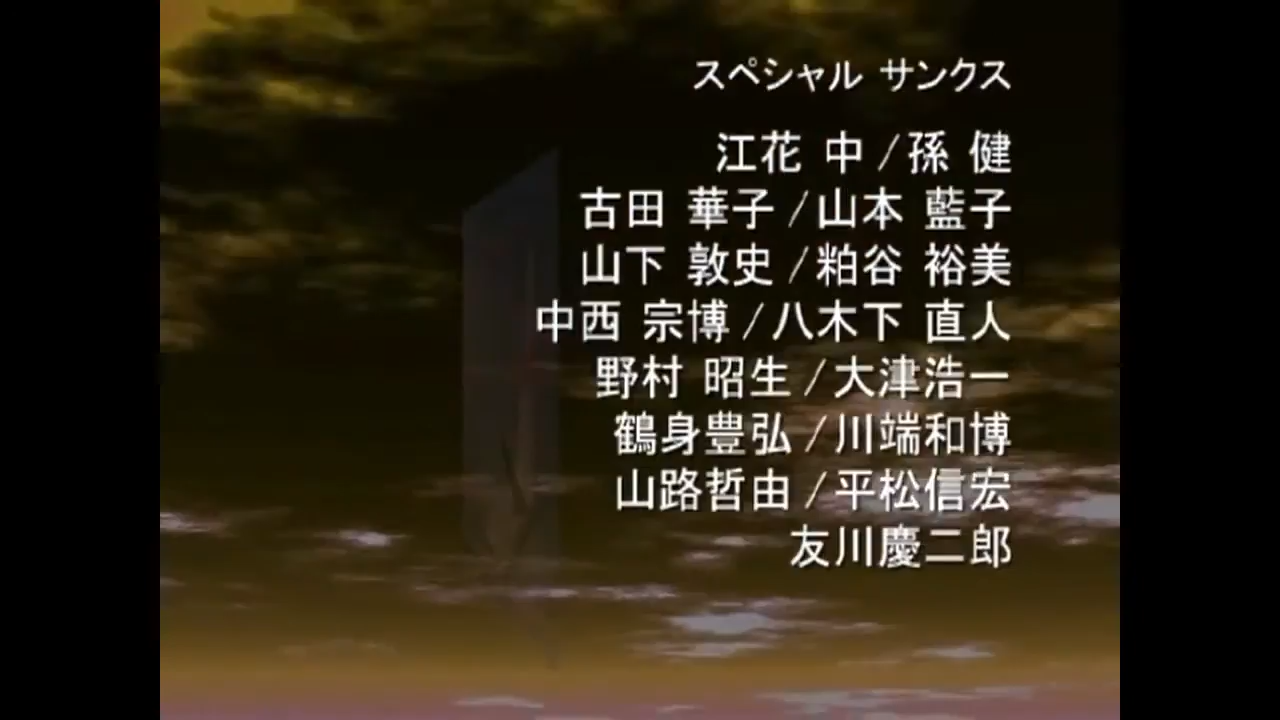 スペシャル サンクス
江花 中/孫 健
古田 華子/山本 藍子
山下 敦史/粕谷 裕美
中西 宗博/八木下 直人
野村 昭生/大津浩一
鶴身豊弘/川端和博
山路哲由/平松信宏
友川慶二郎